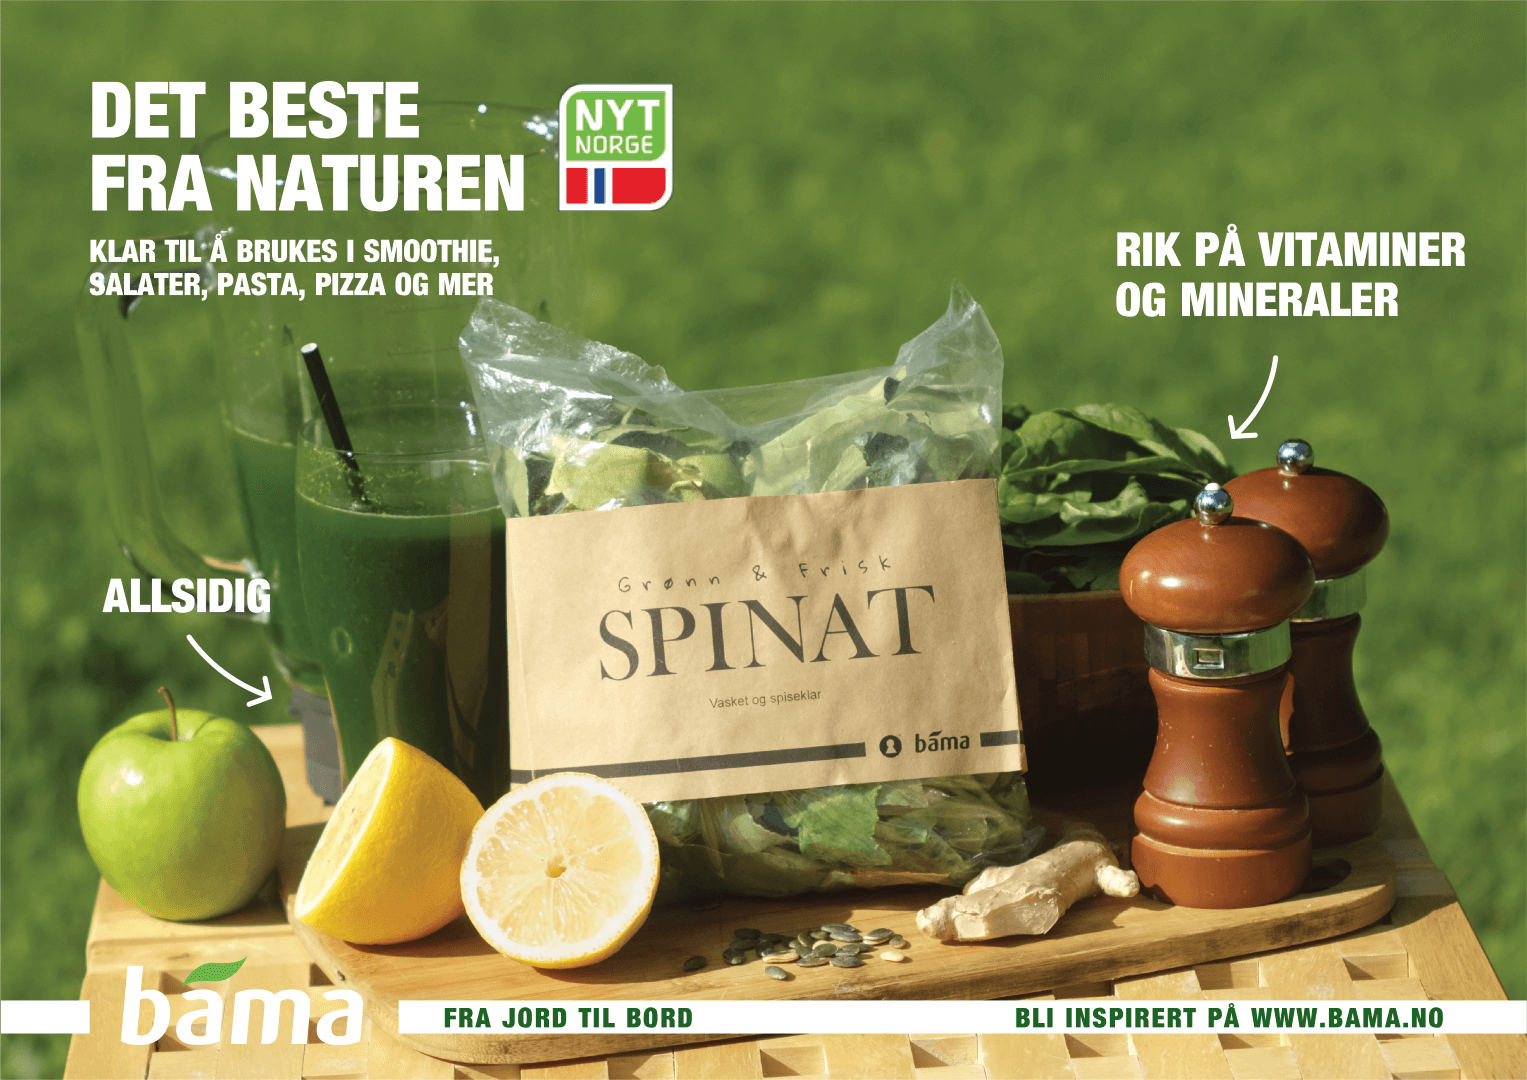 DET BESTE
FRA NATUREN
NYT
NORGE
KLAR TIL Å BRUKES I SMOOTHIE,
SALATER, PASTA, PIZZA OG MER
RIK PÅ VITAMINER
OG MINERALER
ALLSIDIG
Grønn & Frisk
SPINAT
Vasket og spiseklar
bama
bama
FRA JORD TIL BORD
BLI INSPIRERT PÅ WWW.BAMA.NO